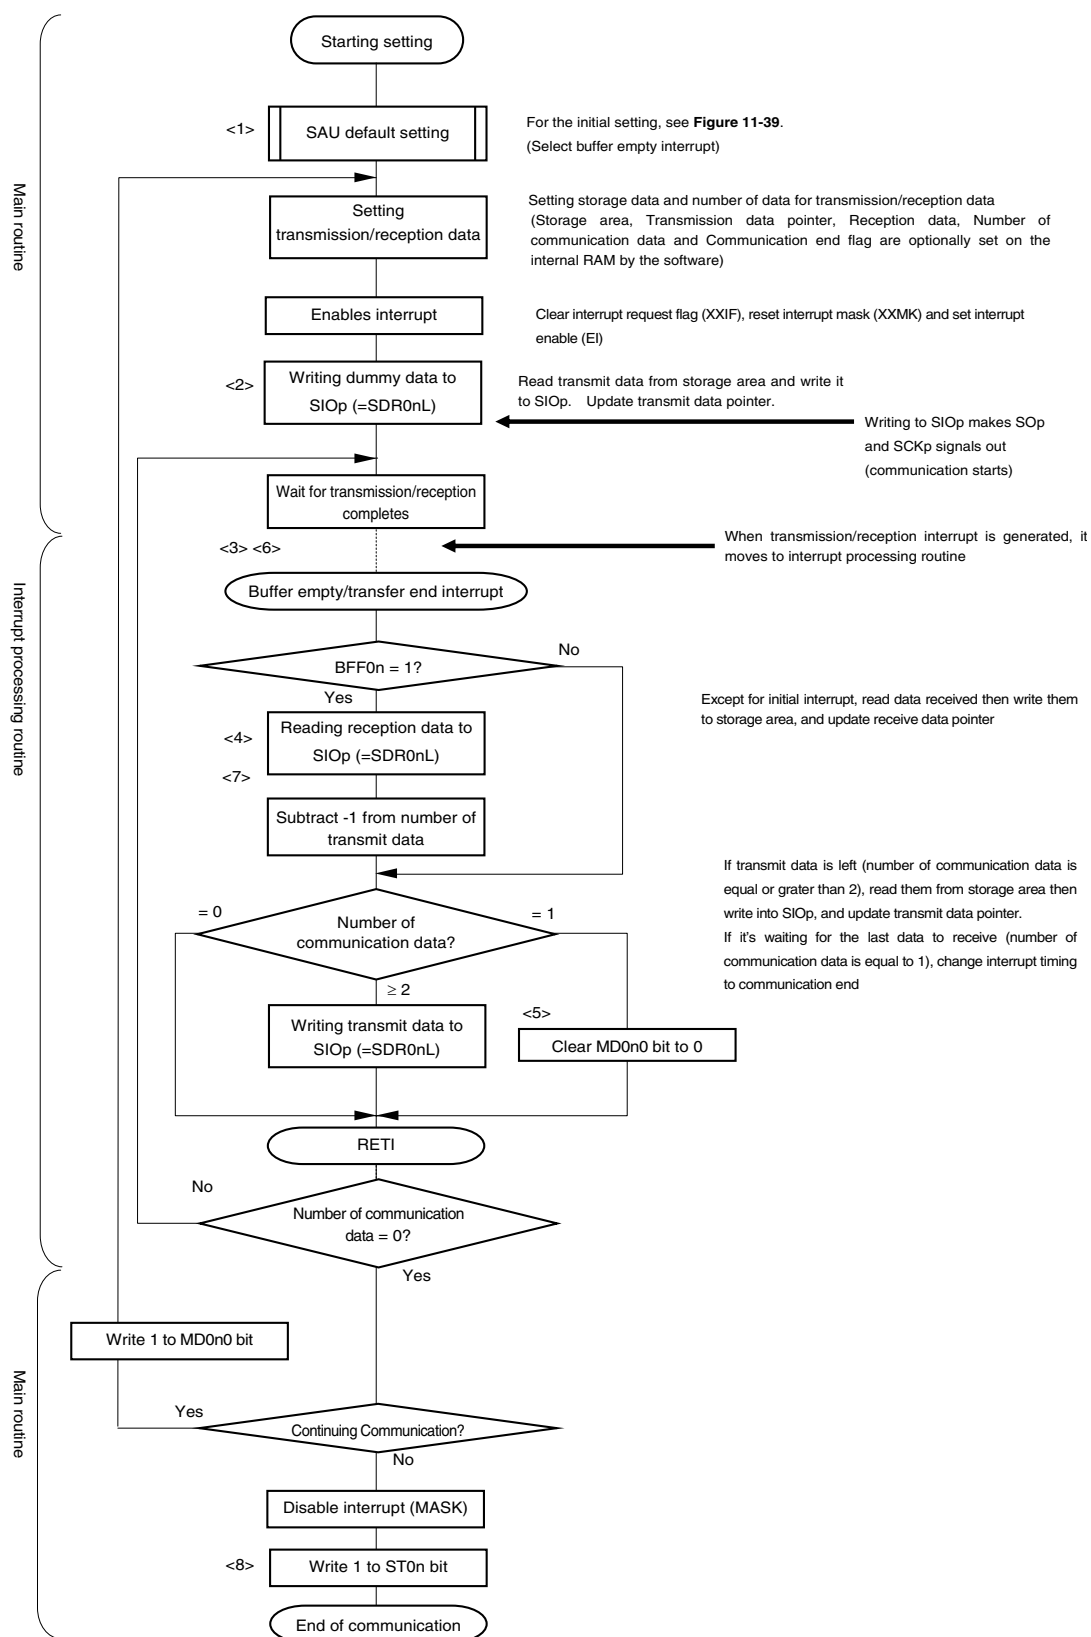 Starting setting
<1>
SAU default setting
For the initial setting, see Figure 11-39.
(Select buffer empty interrupt)
Main routine
Setting
transmission/reception data
Setting storage data and number of data for transmission/reception data
(Storage area, Transmission data pointer, Reception data, Number of
communication data and Communication end flag are optionally set on the
internal RAM by the software)
Enables interrupt
Clear interrupt request flag (XXIF), reset interrupt mask (XXMK) and set interrupt
enable (EI)
<2>
Writing dummy data to
SIOp (=SDR0nL)
Read transmit data from storage area and write it
to SIOp. Update transmit data pointer.
Writing to SIOp makes SOp
and SCKp signals out
(communication starts)
Wait for transmission/reception
completes
<3> <6>
When transmission/reception interrupt is generated, it
moves to interrupt processing routine
Interrupt processing routine
Buffer empty/transfer end interrupt
BFF0n = 1?
No
Yes
<4>
Reading reception data to
SIOp (=SDR0nL)
<7>
Except for initial interrupt, read data received then write them
to storage area, and update receive data pointer
Subtract -1 from number of
transmit data
= 0
Number of
communication data?
= 1
≥ 2
If transmit data is left (number of communication data is
equal or grater than 2), read them from storage area then
write into SIOp, and update transmit data pointer.
If it's waiting for the last data to receive (number of
communication data is equal to 1), change interrupt timing
to communication end
Writing transmit data to
SIOp (=SDR0nL)
<5>
Clear MD0n0 bit to 0
RETI
No
Number of communication
data = 0?
Yes
Write 1 to MD0n0 bit
Main routine
Yes
Continuing Communication?
No
Disable interrupt (MASK)
<8>
Write 1 to ST0n bit
End of communication